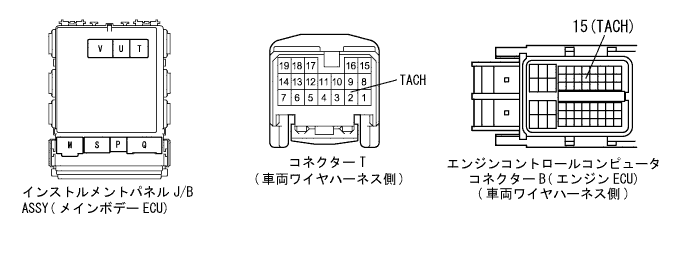 15(TACH)
V U T
19 18 17 16 15
14 13 12 11 10 9 8
7 6 5 4 3 2 1
TACH
M S P Q
インストルメントパネル J/B
ASSY(メインボデー ECU)
コネクターT
(車両ワイヤハーネス側)
エンジンコントロールコンピュータ
コネクターB(エンジンECU)
(車両ワイヤハーネス側)